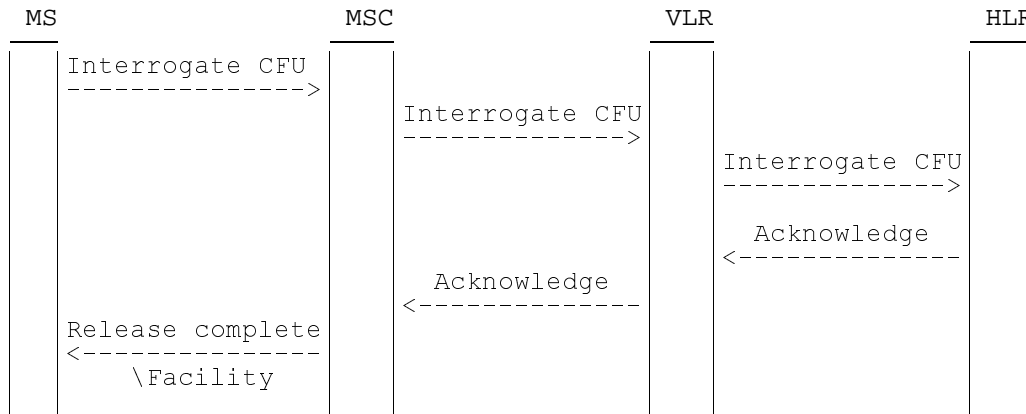 MS MSC VLR HLR
Interrogate CFU
--------------->
Interrogate CFU
-------------->
Interrogate CFU
-------------->
Acknowledge
<--------------
Acknowledge
<--------------
Release complete
<---------------
\Facility